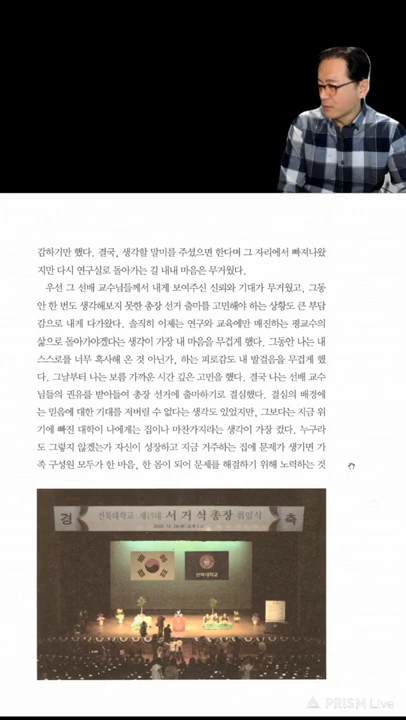 감하기만 했다. 결국, 생각할 말미를 주셨으면 한다며 그 자리에서 빠져나왔
지만 다시 연구실로 돌아가는 길 내내 마음은 무거웠다.
우선 그 선배 교수님들께서 내게 보여주신 신뢰와 기대가 무거웠고, 그동
안 한 번도 생각해보지 못한 총장 선거 출마를 고민해야 하는 상황도 큰 부담
감으로 내게 다가왔다. 솔직히 이제는 연구와 교육에만 매진하는 평교수의
삶으로 돌아가야겠다는 생각이 가장 내 마음을 무겁게 했다. 그동안 나는 내
스스로를 너무 혹사해 온 것 아닌가, 하는 피로감도 내 발걸음을 무겁게 했
다. 그날부터 나는 보름 가까운 시간 깊은 고민을 했다. 결국 나는 선배 교수
님들의 권유를 받아들여 총장 선거에 출마하기로 결심했다. 결심의 배경에
는 믿음에 대한 기대를 저버릴 수 없다는 생각도 있었지만, 그보다는 지금 위
기에 빠진 대학이 나에게는 집이나 마찬가지라는 생각이 가장 컸다. 누구라
도 그렇지 않겠는가 자신이 성장하고 지금 거주하는 집에 문제가 생기면 가
족 구성원 모두가 한 마음, 한 몸이 되어 문제를 해결하기 위해 노력하는 것
경 전북대학교 제15대 서거석 총장 취임식 축
전북대학교
PRISM Live